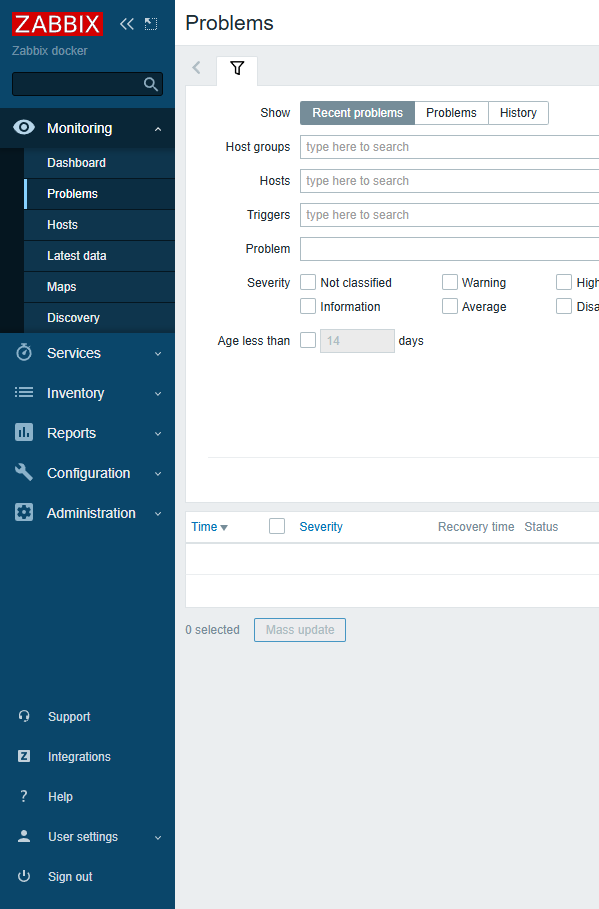 ZABBIX
Zabbix docker
Monitoring
Dashboard
Problems
Hosts
Latest data
Maps
Discovery
Services
Inventory
Reports
Configuration
Administration
Support
Z Integrations
? Help
User settings
Sign out
Problems
Show Recent problems Problems History
Host groups type here to search
Hosts type here to search
Triggers type here to search
Problem
Severity Not classified Warning High
Information Average Disa
Age less than 14 days
Time Severity Recovery time Status
0 selected Mass update